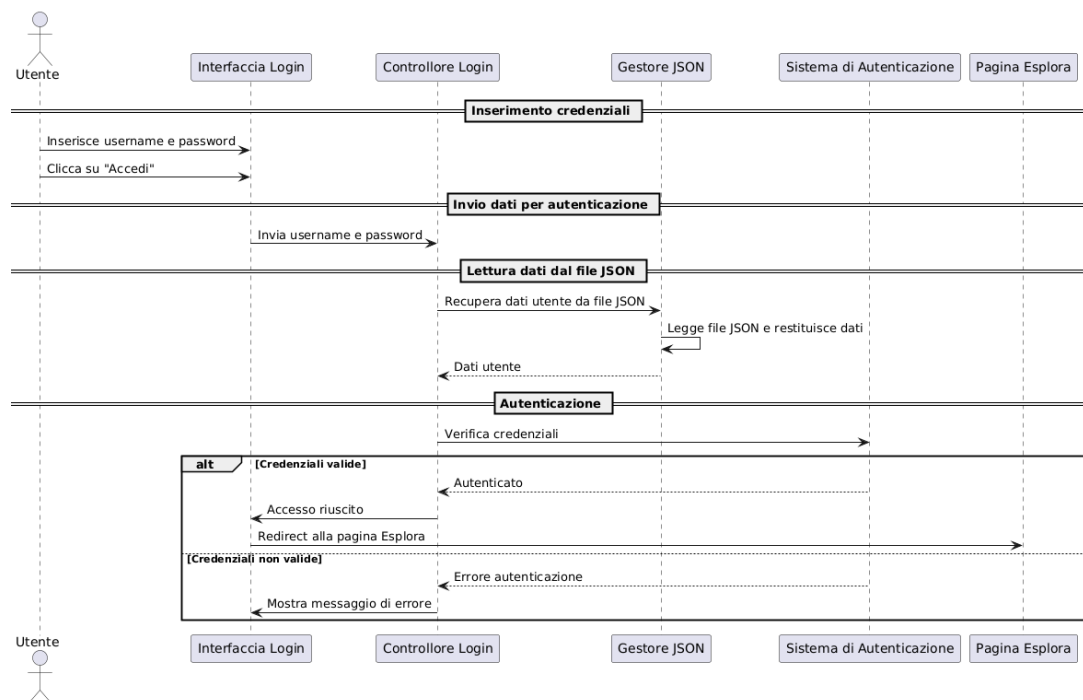 Utente
Interfaccia Login
Controllore Login
Gestore JSON
Sistema di Autenticazione
Pagina Esplora
Inserimento credenziali
Inserisce username e password
Clicca su "Accedi"
Invio dati per autenticazione
Invia username e password
Lettura dati dal file JSON
Recupera dati utente da file JSON
Legge file JSON e restituisce dati
Dati utente
Autenticazione
Verifica credenziali
alt
[Credenziali valide]
Autenticato
Accesso riuscito
Redirect alla pagina Esplora
[Credenziali non valide]
Errore autenticazione
Mostra messaggio di errore
Utente
Interfaccia Login
Controllore Login
Gestore JSON
Sistema di Autenticazione
Pagina Esplora